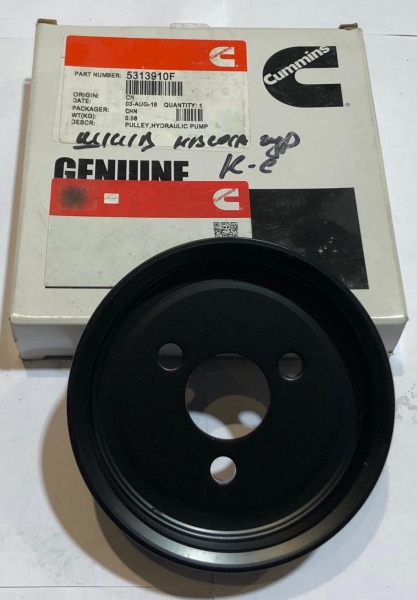 PART NUMBER: 5313910F
ORIGIN: CN
DATE: 03-AUG-18 QUANTITY: 1
PACKAGER: CHN
WT(KG): 0.58
DESCR: PULLEY,HYDRAULIC PUMP
Cummins
GENUINE